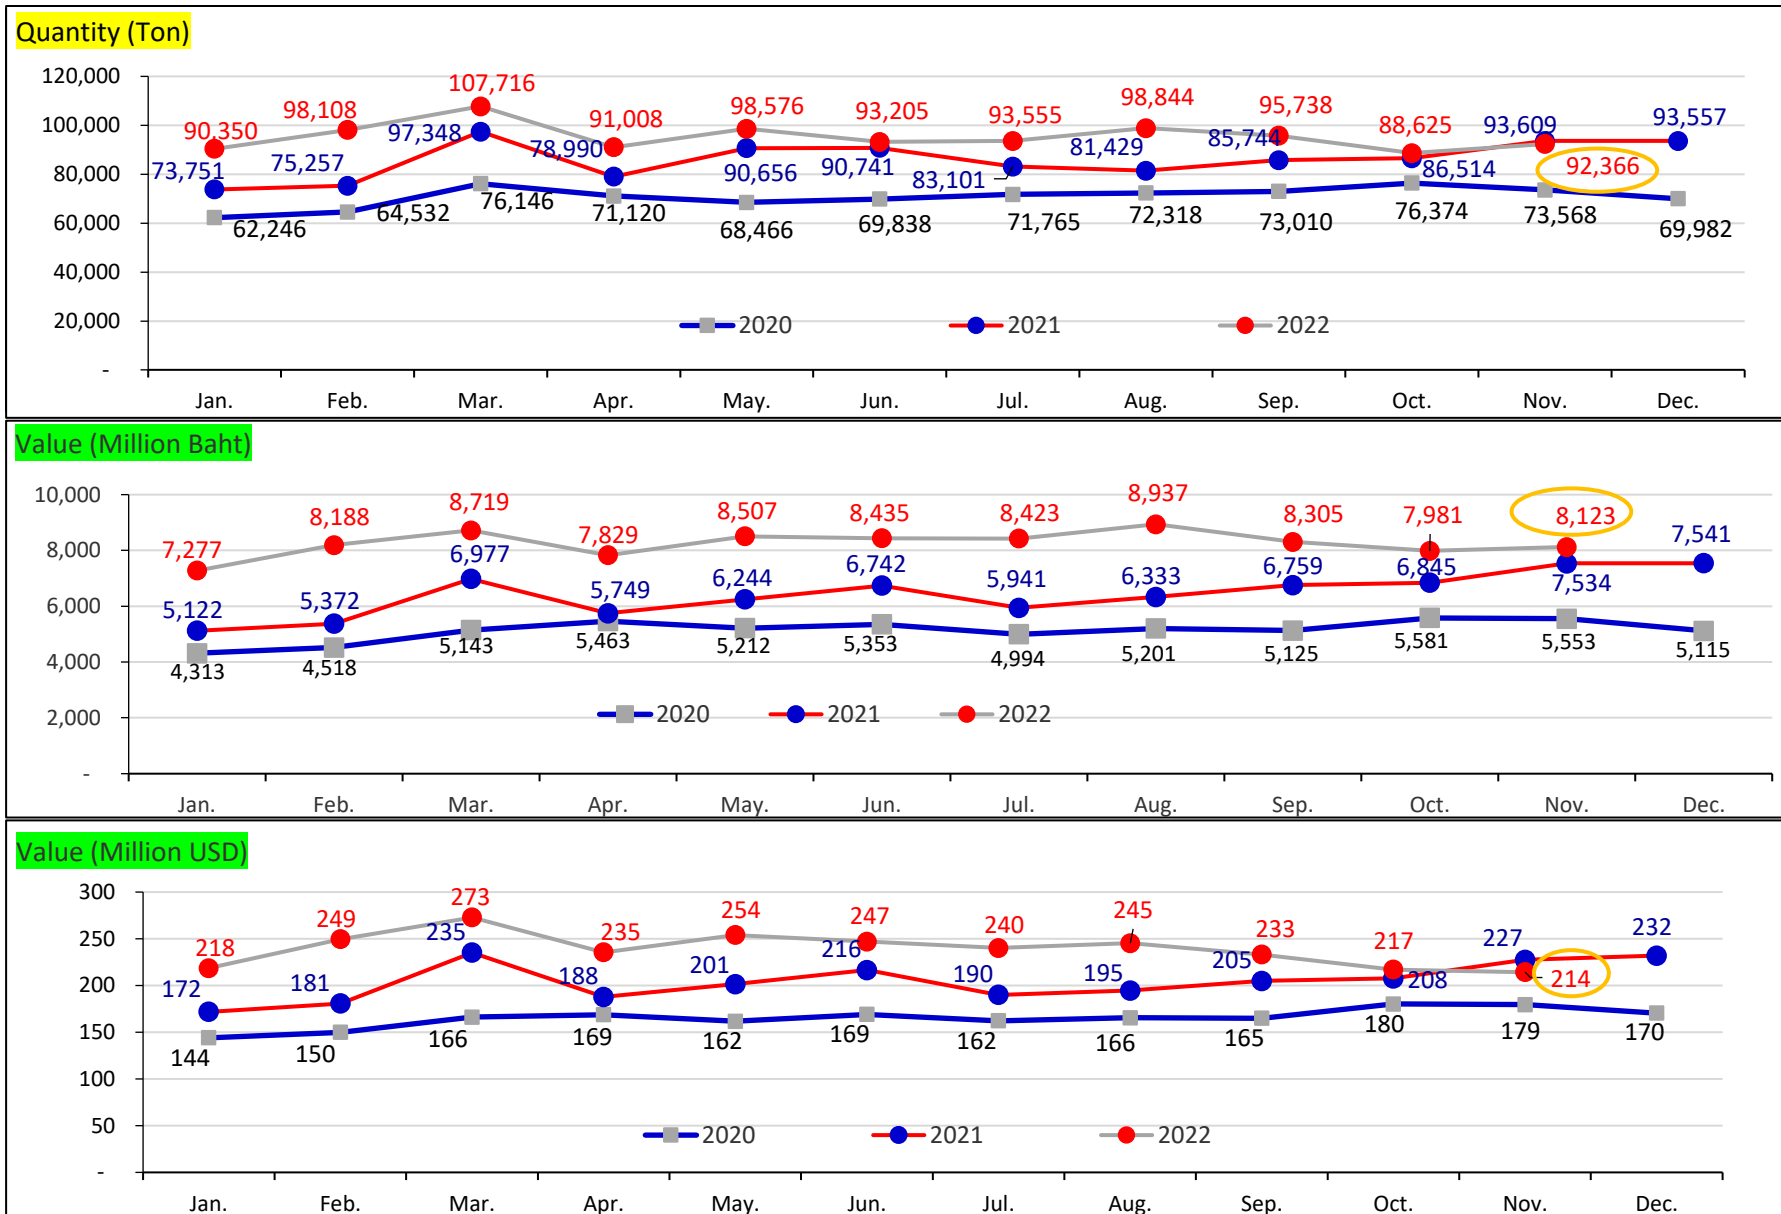 Quantity (Ton)
120,000
100,000
80,000
60,000
40,000
20,000
-
90,350 98,108 107,716 91,008 98,576 93,205 93,555 98,844 95,738 88,625 92,366
73,751 75,257 97,348 78,990 90,656 90,741 83,101 81,429 85,744 86,514 93,609 93,557
62,246 64,532 76,146 71,120 68,466 69,838 71,765 72,318 73,010 76,374 73,568 69,982
2020 2021 2022
Jan. Feb. Mar. Apr. May. Jun. Jul. Aug. Sep. Oct. Nov. Dec.
Value (Million Baht)
10,000
8,000
6,000
4,000
2,000
-
7,277 8,188 8,719 7,829 8,507 8,435 8,423 8,937 8,305 7,981 8,123
5,122 5,372 6,977 5,749 6,244 6,742 5,941 6,333 6,759 6,845 7,534 7,541
4,313 4,518 5,143 5,463 5,212 5,353 4,994 5,201 5,125 5,581 5,553 5,115
2020 2021 2022
Jan. Feb. Mar. Apr. May. Jun. Jul. Aug. Sep. Oct. Nov. Dec.
Value (Million USD)
300
250
200
150
100
50
-
218 249 273 235 254 247 240 245 233 217 214
172 181 235 188 201 216 190 195 205 208 227 232
144 150 166 169 162 169 162 166 165 180 179 170
2020 2021 2022
Jan. Feb. Mar. Apr. May. Jun. Jul. Aug. Sep. Oct. Nov. Dec.